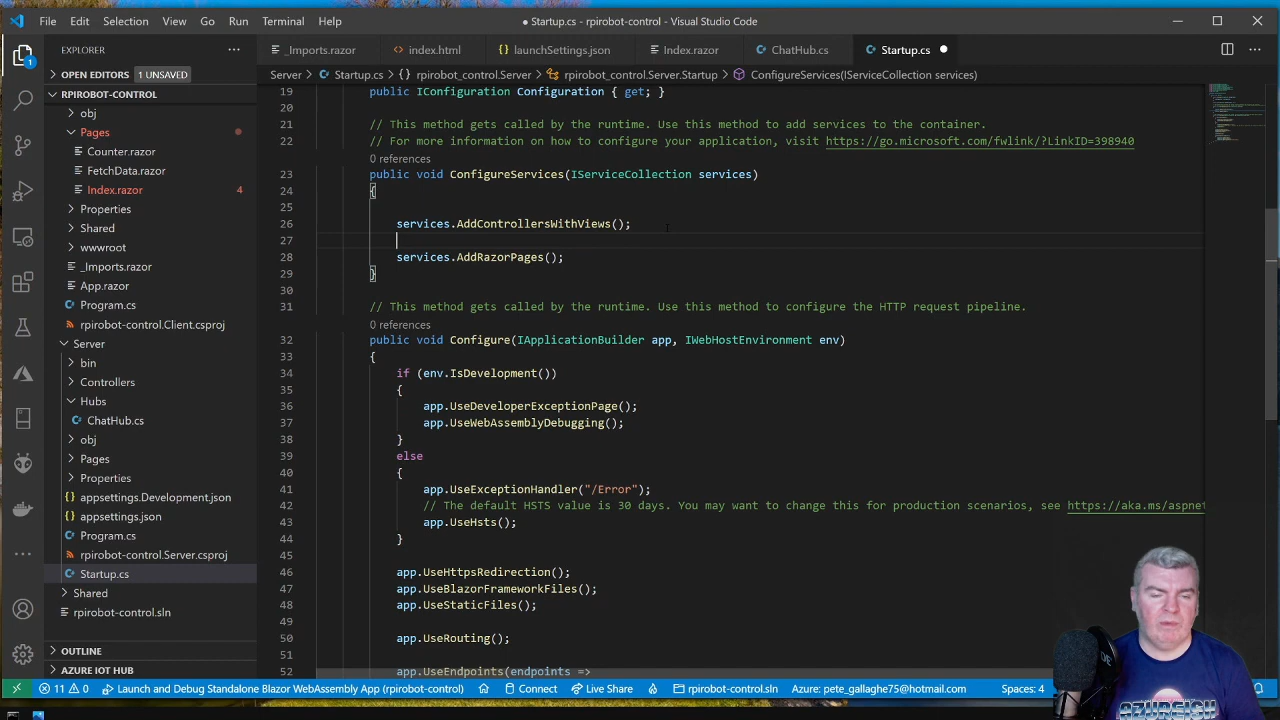 File Edit Selection View Go Run Terminal Help
● Startup.cs - rpirobot-control - Visual Studio Code
EXPLORER
_Imports.razor
index.html
launchSettings.json
Index.razor
ChatHub.cs
Startup.cs
OPEN EDITORS 1 UNSAVED
Server > Startup.cs > {} rpirobot_control.Server > rpirobot_control.Server.Startup > ConfigureServices(IServiceCollection services)
RPIROBOT-CONTROL
obj
Pages
Counter.razor
FetchData.razor
Index.razor 4
Properties
Shared
wwwroot
_Imports.razor
App.razor
Program.cs
rpirobot-control.Client.csproj
Server
bin
Controllers
Hubs
ChatHub.cs
obj
Pages
Properties
appsettings.Development.json
appsettings.json
Program.cs
rpirobot-control.Server.csproj
Startup.cs
Shared
rpirobot-control.sln
OUTLINE
AZURE IOT HUB
1
19 public IConfiguration Configuration { get; }
20
21 // This method gets called by the runtime. Use this method to add services to the container.
22 // For more information on how to configure your application, visit https://go.microsoft.com/fwlink/?LinkID=398940
0 references
23 public void ConfigureServices(IServiceCollection services)
24 {
25
26 services.AddControllersWithViews();
27
28 services.AddRazorPages();
29 }
30
31 // This method gets called by the runtime. Use this method to configure the HTTP request pipeline.
0 references
32 public void Configure(IApplicationBuilder app, IWebHostEnvironment env)
33 {
34 if (env.IsDevelopment())
35 {
36 app.UseDeveloperExceptionPage();
37 app.UseWebAssemblyDebugging();
38 }
39 else
40 {
41 app.UseExceptionHandler("/Error");
42 // The default HSTS value is 30 days. You may want to change this for production scenarios, see https://aka.ms/aspnet
43 app.UseHsts();
44 }
45
46 app.UseHttpsRedirection();
47 app.UseBlazorFrameworkFiles();
48 app.UseStaticFiles();
49
50 app.UseRouting();
51
52 app.UseEndpoints(endpoints =>
11 0 Launch and Debug Standalone Blazor WebAssembly App (rpirobot-control) Connect Live Share rpirobot-control.sln Azure: pete_gallaghe75@hotmail.com Spaces: 4
AZUREISH